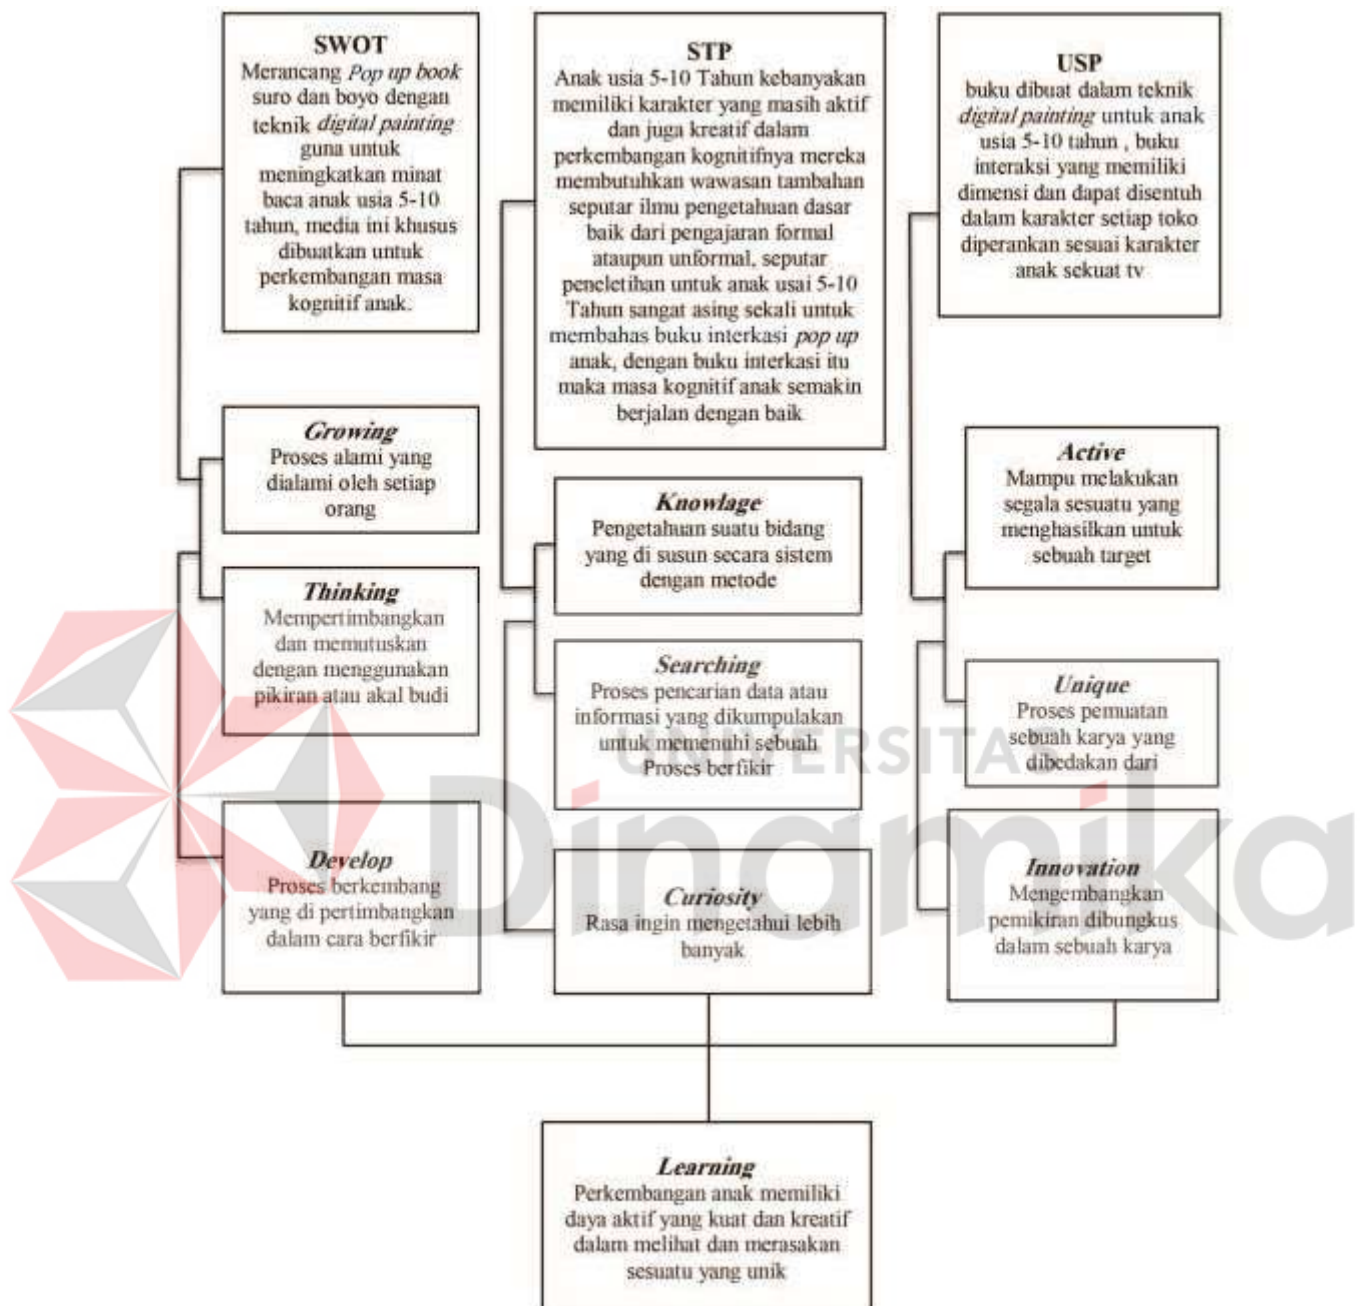 SWOT
Merancang Pop up book
suro dan boyo dengan
teknik digital painting
guna untuk
meningkatkan minat
baca anak usia 5-10
tahun, media ini khusus
dibuatkan untuk
perkembangan masa
kognitif anak.
Growing
Proses alami yang
dialami oleh setiap
orang
Thinking
Mempertimbangkan
dan memutuskan
dengan menggunakan
pikiran atau akal budi
Develop
Proses berkembang
yang di pertimbangkan
dalam cara berfikir
STP
Anak usia 5-10 Tahun kebanyakan
memiliki karakter yang masih aktif
dan juga kreatif dalam
perkembangan kognitifnya mereka
membutuhkan wawasan tambahan
seputar ilmu pengetahuan dasar
baik dari pengajaran formal
ataupun unformal, seputar
peneletihan untuk anak usai 5-10
Tahun sangat asing sekali untuk
membahas buku interkasi pop up
anak, dengan buku interkasi itu
maka masa kognitif anak semakin
berjalan dengan baik
Knowlage
Pengetahuan suatu bidang
yang di susun secara sistem
dengan metode
Searching
Proses pencarian data atau
informasi yang dikumpulakan
untuk memenuhi sebuah
Proses berfikir
Curiosity
Rasa ingin mengetahui lebih
banyak
USP
buku dibuat dalam teknik
digital painting untuk anak
usia 5-10 tahun , buku
interaksi yang memiliki
dimensi dan dapat disentuh
dalam karakter setiap toko
diperankan sesuai karakter
anak sekuat tv
Active
Mampu melakukan
segala sesuatu yang
menghasilkan untuk
sebuah target
Unique
Proses pemuatan
sebuah karya yang
dibedakan dari
Innovation
Mengembangkan
pemikiran dibungkus
dalam sebuah karya
Learning
Perkembangan anak memiliki
daya aktif yang kuat dan kreatif
dalam melihat dan merasakan
sesuatu yang unik
UNIVERSITAS
Dinamika